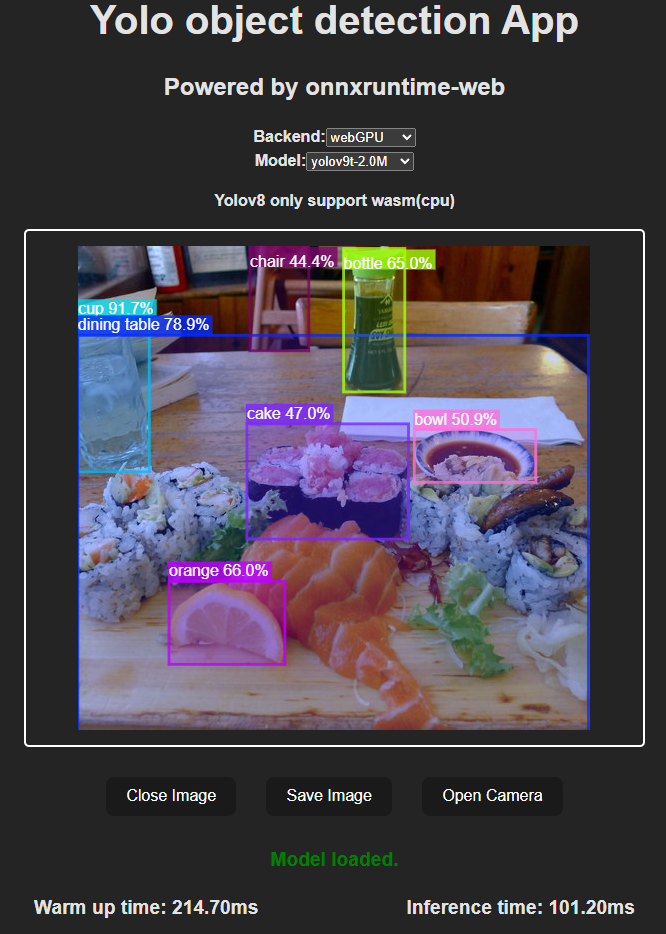 Yolo object detection App
Powered by onnxruntime-web
Backend:webGPU
Model:yolov9t-2.0M
Yolov8 only support wasm(cpu)
chair 44.4%
bottle 65.0%
cup 91.7%
dining table 78.9%
cake 47.0%
bowl 50.9%
orange 66.0%
Close Image
Save Image
Open Camera
Model loaded.
Warm up time: 214.70ms
Inference time: 101.20ms